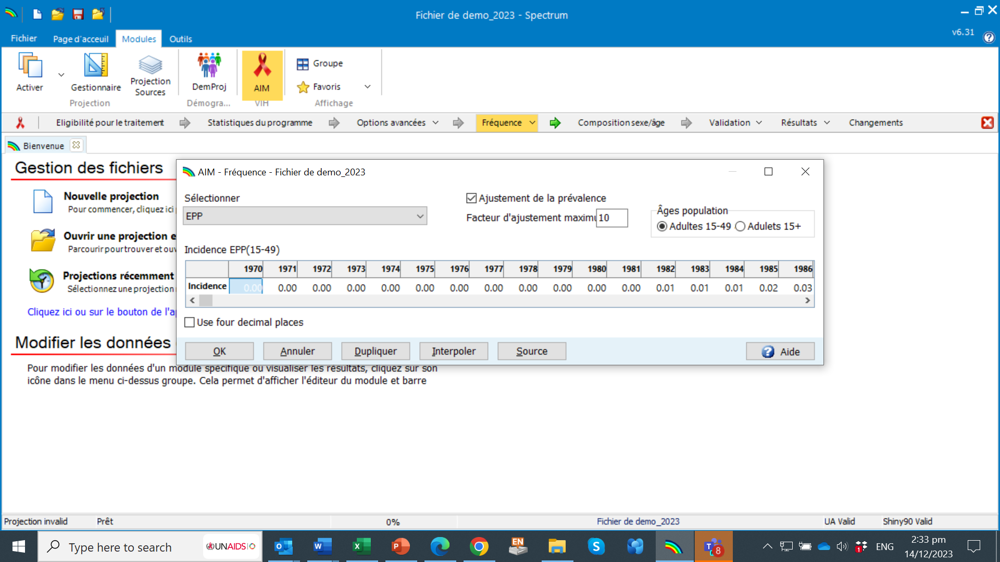 Fichier de demo_2023 - Spectrum
Fichier
Page d'acceuil
Modules
Outils
v6.31
Activer
Gestionnaire
Projection Sources
Projection
DemProj
Démogra...
AIM
VIH
Groupe
Favoris
Affichage
Eligibilité pour le traitement
Statistiques du programme
Options avancées
Fréquence
Composition sexe/âge
Validation
Résultats
Changements
Bienvenue
Gestion des fichiers
Nouvelle projection
Pour commencer, cliquez ici
Ouvrir une projection e
Parcourir pour trouver et ouv
Projections récemment
Sélectionnez une projection
Cliquez ici ou sur le bouton de l'a
Modifier les données
Pour modifier les données d'un module spécifique ou visualiser les résultats, cliquez sur son
icône dans le menu ci-dessus groupe. Cela permet d'afficher l'éditeur du module et barre
AIM - Fréquence - Fichier de demo_2023
Sélectionner
EPP
Ajustement de la prévalence
Facteur d'ajustement maximu 10
Âges population
Adultes 15-49 Adulets 15+
Incidence EPP(15-49)
1970 1971 1972 1973 1974 1975 1976 1977 1978 1979 1980 1981 1982 1983 1984 1985 1986
Incidence 0.00 0.00 0.00 0.00 0.00 0.00 0.00 0.00 0.00 0.00 0.00 0.00 0.01 0.01 0.01 0.02 0.03
Use four decimal places
OK
Annuler
Dupliquer
Interpoler
Source
Aide
Projection invalid
Prêt
0%
Fichier de demo_2023
UA Valid
Shiny90 Valid
Type here to search
UNAIDS
EN
8
1
ENG
2:33 pm
14/12/2023